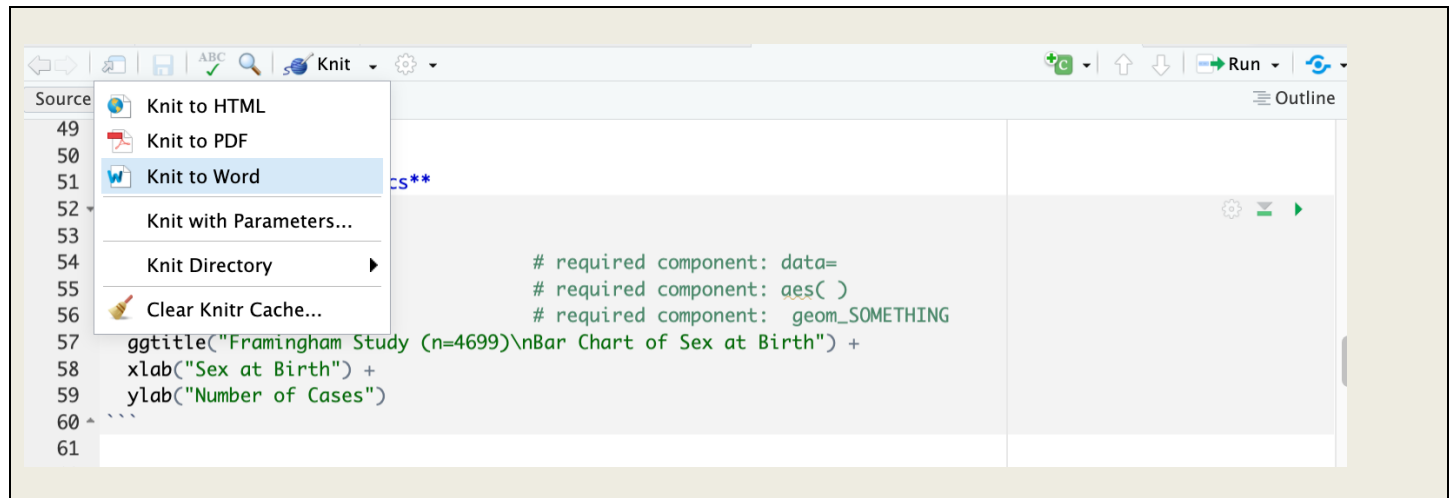 ABC Knit Run
Source Outline
Knit to HTML
Knit to PDF
Knit to Word
Knit with Parameters...
Knit Directory
Clear Knitr Cache...
49
50
51 cs**
52
53
54 # required component: data=
55 # required component: aes( )
56 # required component:  geom_SOMETHING
57 ggtitle("Framingham Study (n=4699)\nBar Chart of Sex at Birth") +
58 xlab("Sex at Birth") +
59 ylab("Number of Cases")
60 ```
61